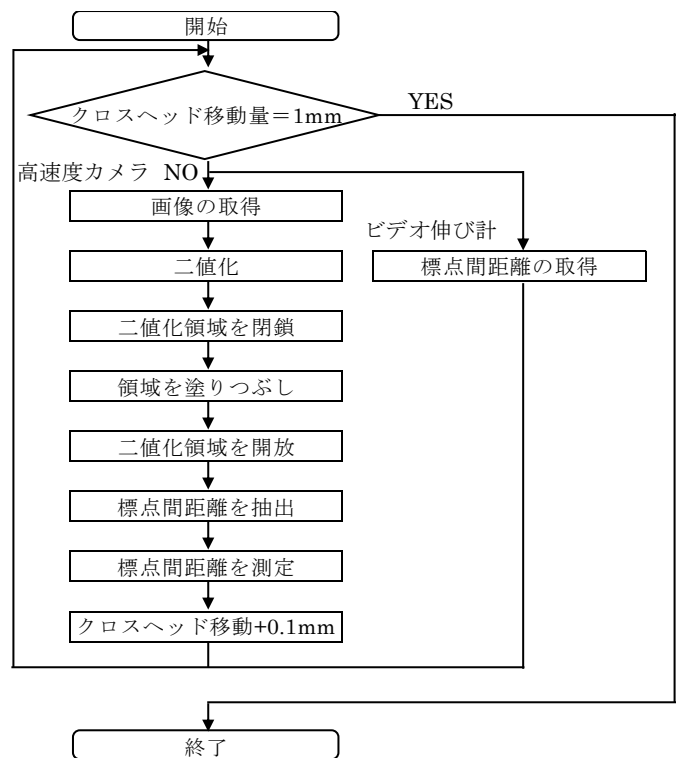 開始
クロスヘッド移動量＝1mm
YES
高速度カメラ NO
画像の取得
ビデオ伸び計
二値化
標点間距離の取得
二値化領域を閉鎖
領域を塗りつぶし
二値化領域を開放
標点間距離を抽出
標点間距離を測定
クロスヘッド移動+0.1mm
終了